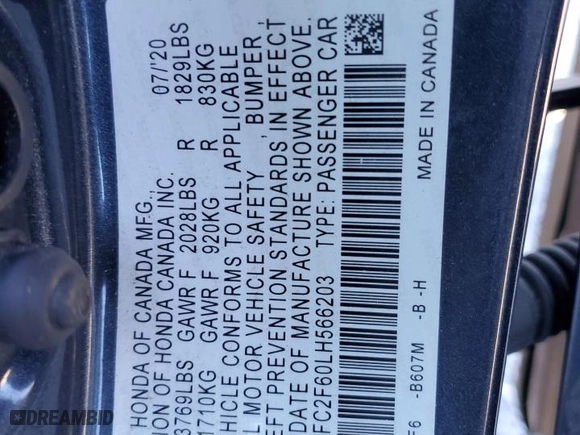 HONDA OF CANADA MFG., 07/'20
ION OF HONDA CANADA INC.
3769LBS GAWR F 2028LBS R 1829LBS
1710KG GAWR F 920KG R 830KG
VEHICLE CONFORMS TO ALL APPLICABLE
MOTOR VEHICLE SAFETY, BUMPER,
EFT PREVENTION STANDARDS IN EFFECT
DATE OF MANUFACTURE SHOWN ABOVE.
FC2F60LH566203 TYPE: PASSENGER CAR
F6 -B607M -B -H MADE IN CANADA
DREAMBID